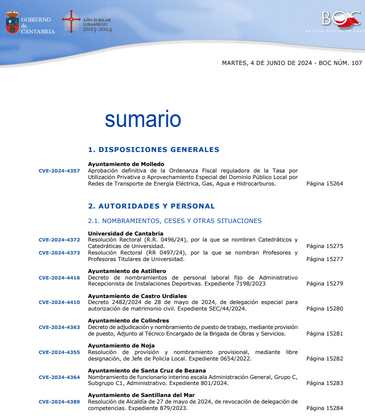 GOBIERNO
de
CANTABRIA
AÑO JUBILAR
LEBANIEGO
2023-2024
BOC
MARTES, 4 DE JUNIO DE 2024 - BOC NÚM. 107
sumario
1. DISPOSICIONES GENERALES
Ayuntamiento de Molledo
CVE-2024-4357 Aprobación definitiva de la Ordenanza Fiscal reguladora de la Tasa por
Utilización Privativa o Aprovechamiento Especial del Dominio Público Local por
Redes de Transporte de Energía Eléctrica, Gas, Agua e Hidrocarburos. Página 15264
2. AUTORIDADES Y PERSONAL
2.1. NOMBRAMIENTOS, CESES Y OTRAS SITUACIONES
Universidad de Cantabria
CVE-2024-4372 Resolución Rectoral (R.R. 0496/24), por la que se nombran Catedráticos y
Catedráticas de Universidad. Página 15275
CVE-2024-4373 Resolución Rectoral (RR 0497/24), por la que se nombran Profesores y
Profesoras Titulares de Universidad. Página 15277
Ayuntamiento de Astillero
CVE-2024-4416 Decreto de nombramientos de personal laboral fijo de Administrativo
Recepcionista de Instalaciones Deportivas. Expediente 7198/2023 Página 15279
Ayuntamiento de Castro Urdiales
CVE-2024-4410 Decreto 2482/2024 de 28 de mayo de 2024, de delegación especial para
autorización de matrimonio civil. Expediente SEC/44/2024. Página 15280
Ayuntamiento de Colindres
CVE-2024-4363 Decreto de adjudicación y nombramiento de puesto de trabajo, mediante provisión
de puesto, Adjunto al Técnico Encargado de la Brigada de Obras y Servicios. Página 15281
Ayuntamiento de Noja
CVE-2024-4355 Resolución de provisión y nombramiento provisional, mediante libre
designación, de Jefe de Policía Local. Expediente 0654/2022. Página 15282
Ayuntamiento de Santa Cruz de Bezana
CVE-2024-4364 Nombramiento de funcionario interino escala Administración General, Grupo C,
Subgrupo C1, Administrativo. Expediente 801/2024. Página 15283
Ayuntamiento de Santillana del Mar
CVE-2024-4389 Resolución de Alcaldía de 27 de mayo de 2024, de revocación de delegación de
competencias. Expediente 879/2023. Página 15284